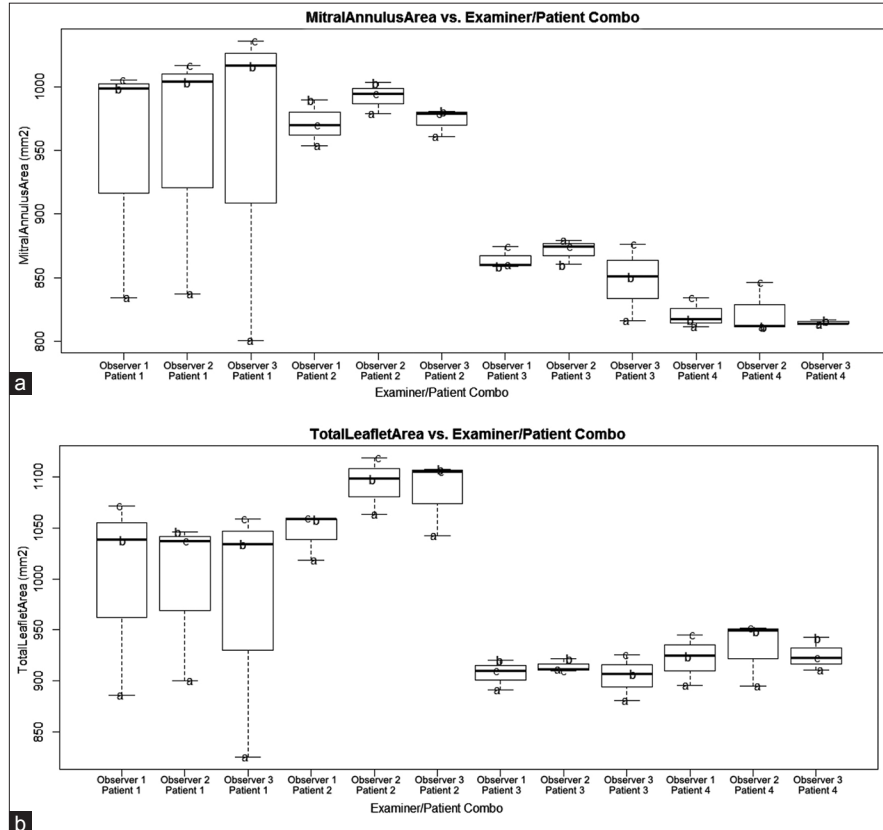 MitralAnnulusArea vs. Examiner/Patient Combo
MitralAnnulusArea (mm2)
1000
950
900
850
800
c b a
c b a
c b a
b c a
b c a
b c a
c a b
a c b
c b a
c b a
c b a
b c a
Observer 1 Observer 2 Observer 3 Observer 1 Observer 2 Observer 3 Observer 1 Observer 2 Observer 3 Observer 1 Observer 2 Observer 3
Patient 1 Patient 1 Patient 1 Patient 2 Patient 2 Patient 2 Patient 3 Patient 3 Patient 3 Patient 4 Patient 4 Patient 4
Examiner/Patient Combo
a
TotalLeafletArea vs. Examiner/Patient Combo
TotalLeafletArea (mm2)
1100
1050
1000
950
900
850
c b a
b c a
c b a
c b a
c b a
b c a
b c a
b a c
c b a
c b a
c b a
b c a
Observer 1 Observer 2 Observer 3 Observer 1 Observer 2 Observer 3 Observer 1 Observer 2 Observer 3 Observer 1 Observer 2 Observer 3
Patient 1 Patient 1 Patient 1 Patient 2 Patient 2 Patient 2 Patient 3 Patient 3 Patient 3 Patient 4 Patient 4 Patient 4
Examiner/Patient Combo
b